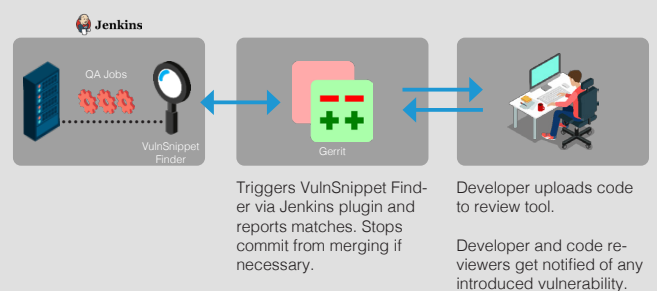 Jenkins
QA Jobs
VulnSnippet
Finder
Gerrit
Triggers VulnSnippet Find-
er via Jenkins plugin and
reports matches. Stops
commit from merging if
necessary.
Developer uploads code
to review tool.
Developer and code re-
viewers get notified of any
introduced vulnerability.